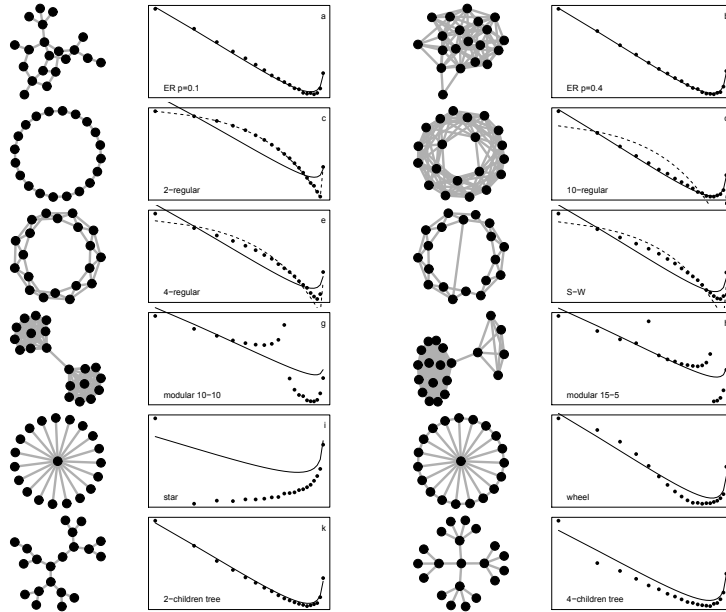 a
ER p=0.1
b
ER p=0.4
c
2−regular
10−regular
e
4−regular
S−W
g
modular 10−10
h
modular 15−5
i
star
wheel
k
2−children tree
4−children tree